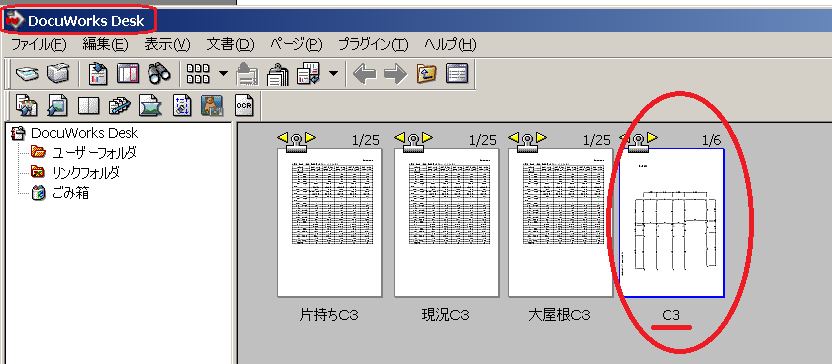 DocuWorks Desk
ファイル(F) 編集(E) 表示(V) 文書(D) ページ(P) プラグイン(T) ヘルプ(H)
OCR
DocuWorks Desk
ユーザーフォルダ
リンクフォルダ
ごみ箱
1/25 1/25 1/25 1/6
片持ちC3 現況C3 大屋根C3 C3